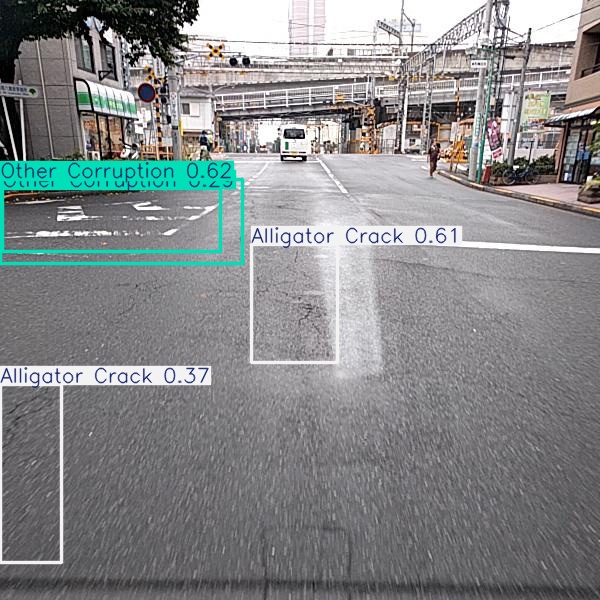 Other Corruption 0.62
Other Corruption 0.29
Alligator Crack 0.61
Alligator Crack 0.37